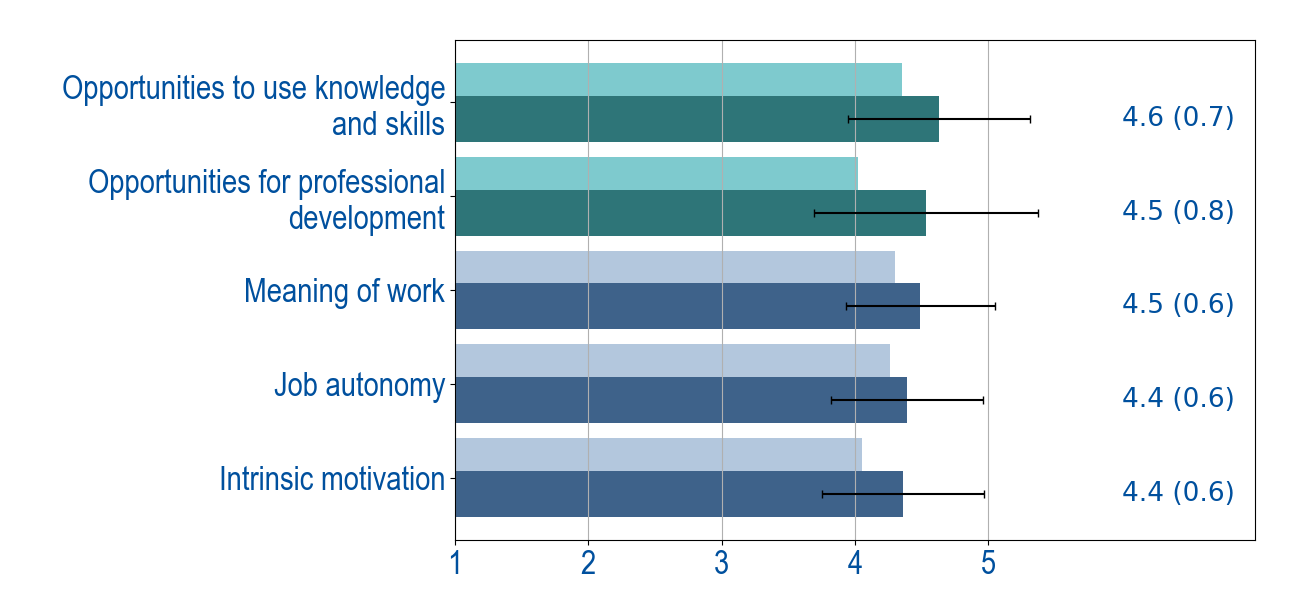 Opportunities to use knowledge
and skills
4.6 (0.7)
Opportunities for professional
development
4.5 (0.8)
Meaning of work
4.5 (0.6)
Job autonomy
4.4 (0.6)
Intrinsic motivation
4.4 (0.6)
1 2 3 4 5